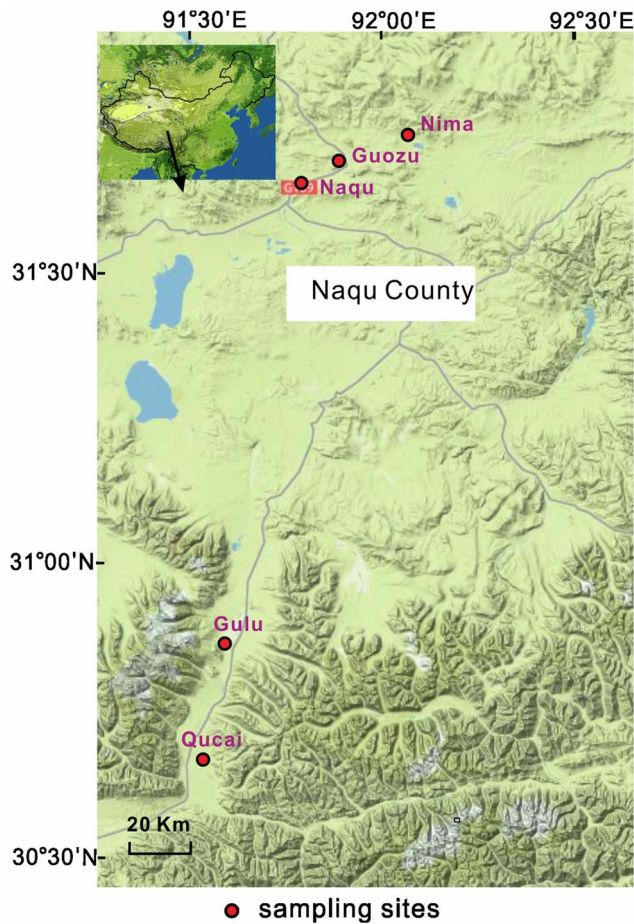 91°30'E 92°00'E 92°30'E
Nima
Guozu
Naqu
31°30'N
Naqu County
31°00'N
Gulu
Qucai
20 Km
30°30'N
sampling sites